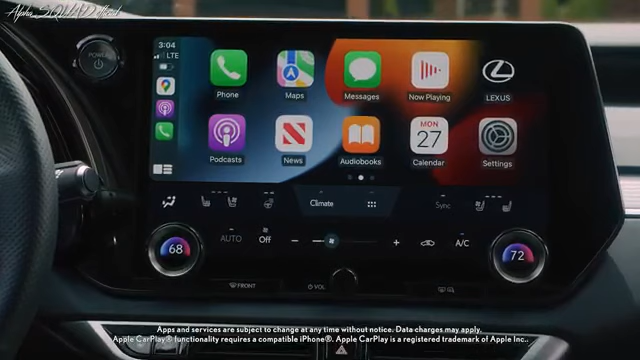 Alpha_SQUAD
POWER
3:04
LTE
Phone
Maps
Messages
Now Playing
LEXUS
MON
27
Podcasts
News
Audiobooks
Calendar
Settings
Climate
Sync
68
AUTO
Off
A/C
72
FRONT
VOL
Apps and services are subject to change at any time without notice. Data charges may apply.
Apple CarPlay® functionality requires a compatible iPhone®. Apple CarPlay is a registered trademark of Apple Inc..